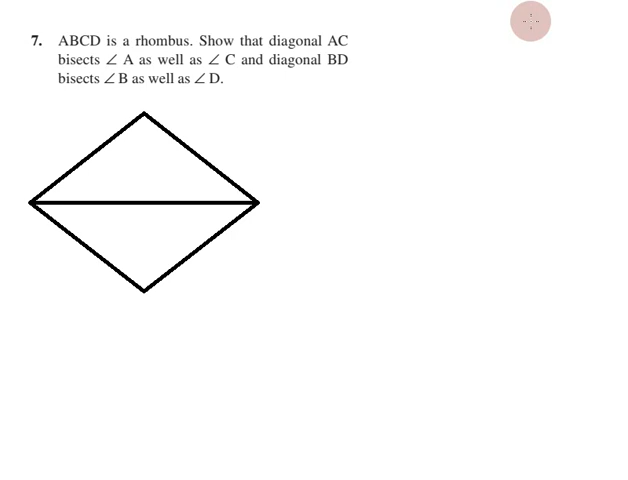 7. ABCD is a rhombus. Show that diagonal AC
bisects ∠ A as well as ∠ C and diagonal BD
bisects ∠ B as well as ∠ D.